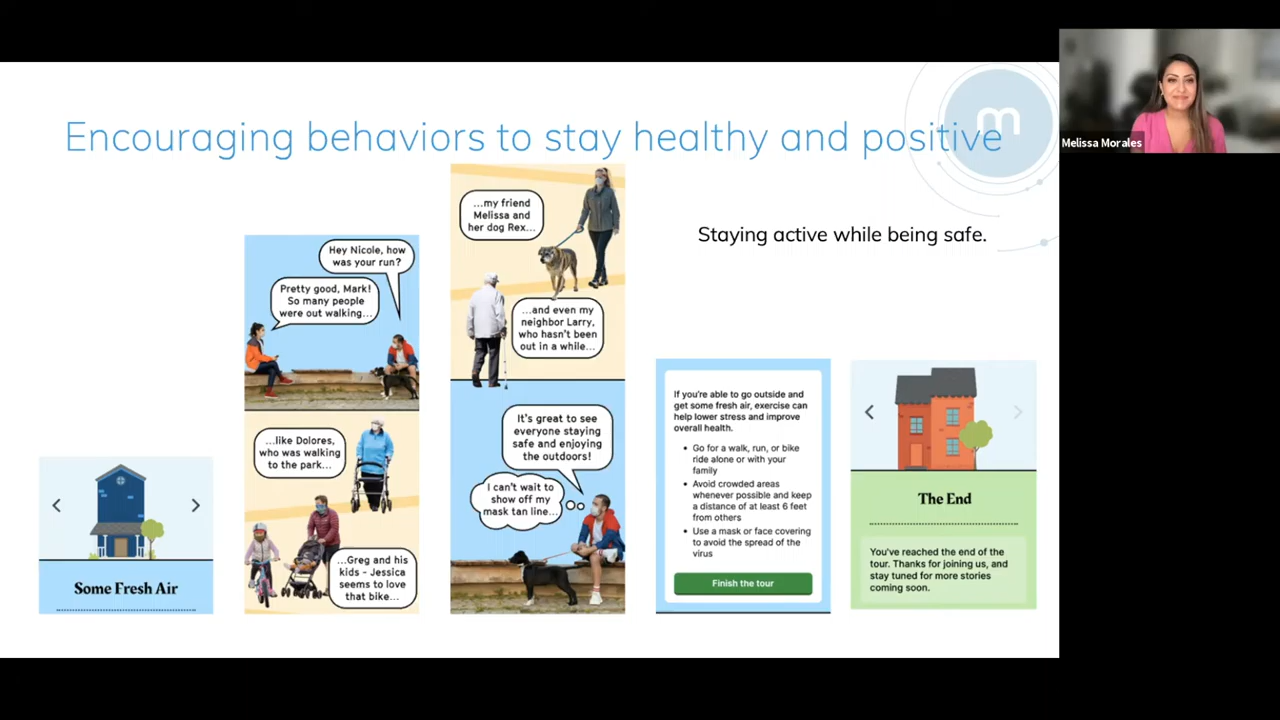 Encouraging behaviors to stay healthy and positive
m
Melissa Morales
Staying active while being safe.
Some Fresh Air
Hey Nicole, how
was your run?
Pretty good, Mark!
So many people
were out walking...
...like Dolores,
who was walking
to the park...
...Greg and his
kids - Jessica
seems to love
that bike...
...my friend
Melissa and
her dog Rex...
...and even my
neighbor Larry,
who hasn't been
out in a while...
It's great to see
everyone staying
safe and enjoying
the outdoors!
I can't wait to
show off my
mask tan line...
If you're able to go outside and
get some fresh air, exercise can
help lower stress and improve
overall health.
• Go for a walk, run, or bike
ride alone or with your
family
• Avoid crowded areas
whenever possible and keep
a distance of at least 6 feet
from others
• Use a mask or face covering
to avoid the spread of the
virus
Finish the tour
The End
You've reached the end of the
tour. Thanks for joining us, and
stay tuned for more stories
coming soon.